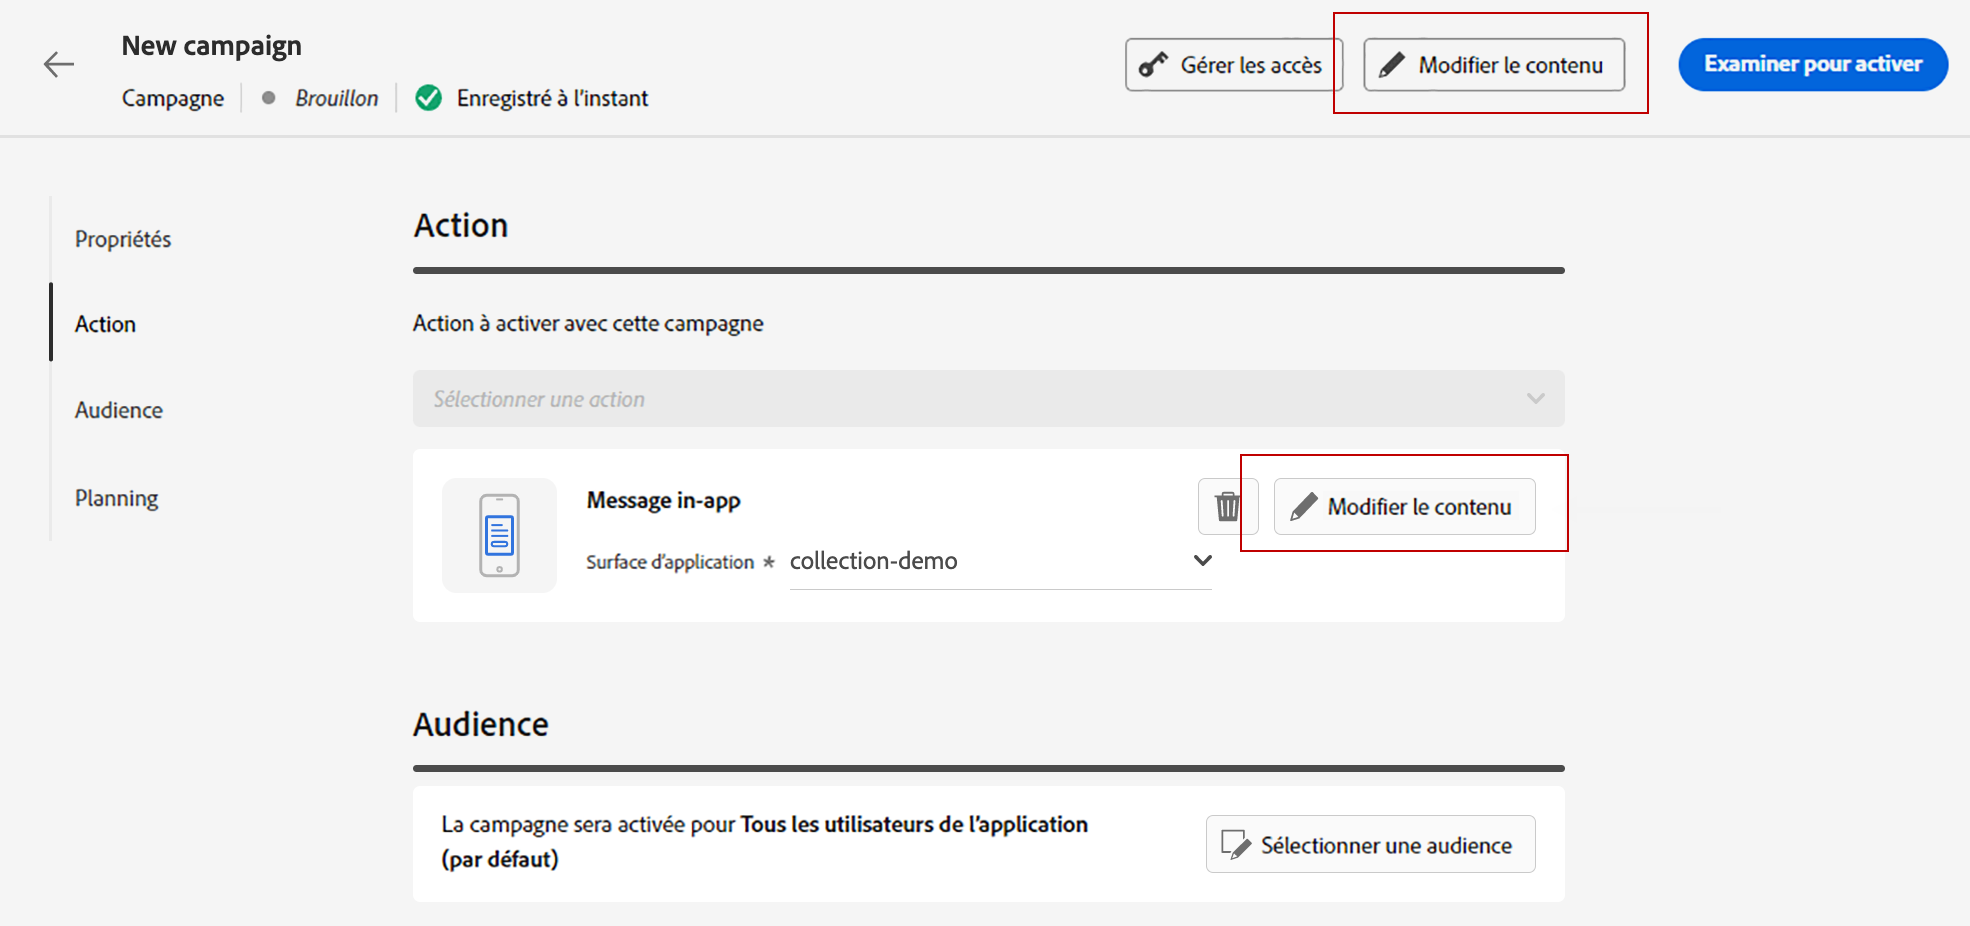 New campaign
Campagne
Brouillon
Enregistré à l'instant
Gérer les accès
Modifier le contenu
Examiner pour activer
Propriétés
Action
Audience
Planning
Action
Action à activer avec cette campagne
Sélectionner une action
Message in-app
Modifier le contenu
Surface d'application *
collection-demo
Audience
La campagne sera activée pour Tous les utilisateurs de l'application
(par défaut)
Sélectionner une audience